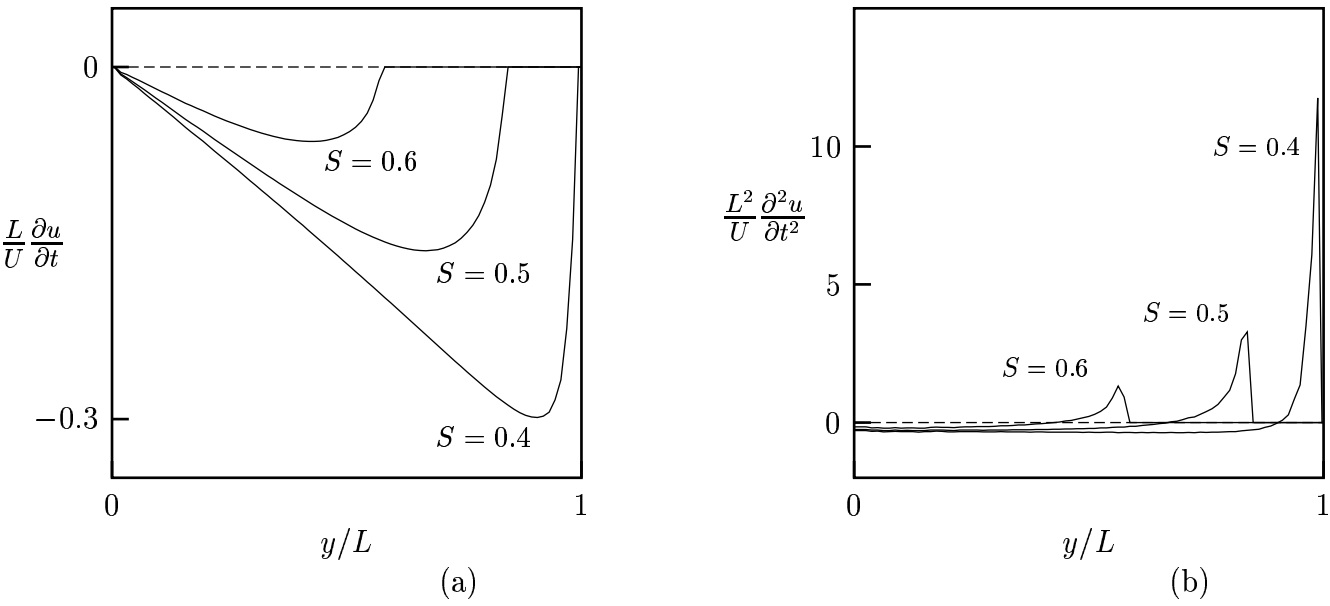 0
S = 0.6
L/U ∂u/∂t
S = 0.5
−0.3
S = 0.4
0
1
y/L
(a)
10
S = 0.4
L²/U ∂²u/∂t²
5
S = 0.5
S = 0.6
0
0
1
y/L
(b)